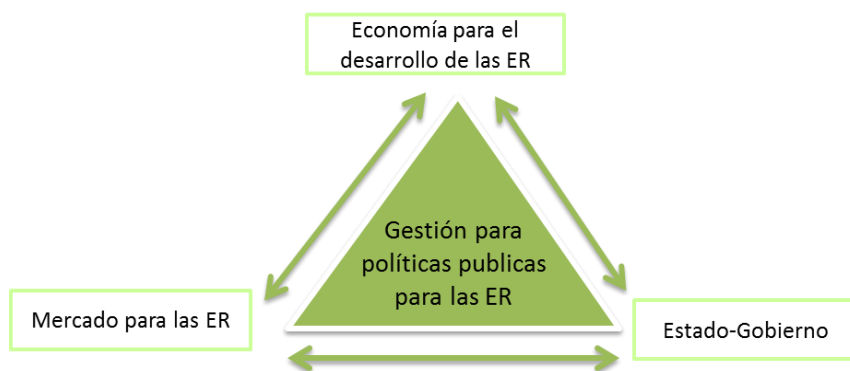 Economía para el
desarrollo de las ER
Gestión para
políticas publicas
para las ER
Mercado para las ER
Estado-Gobierno